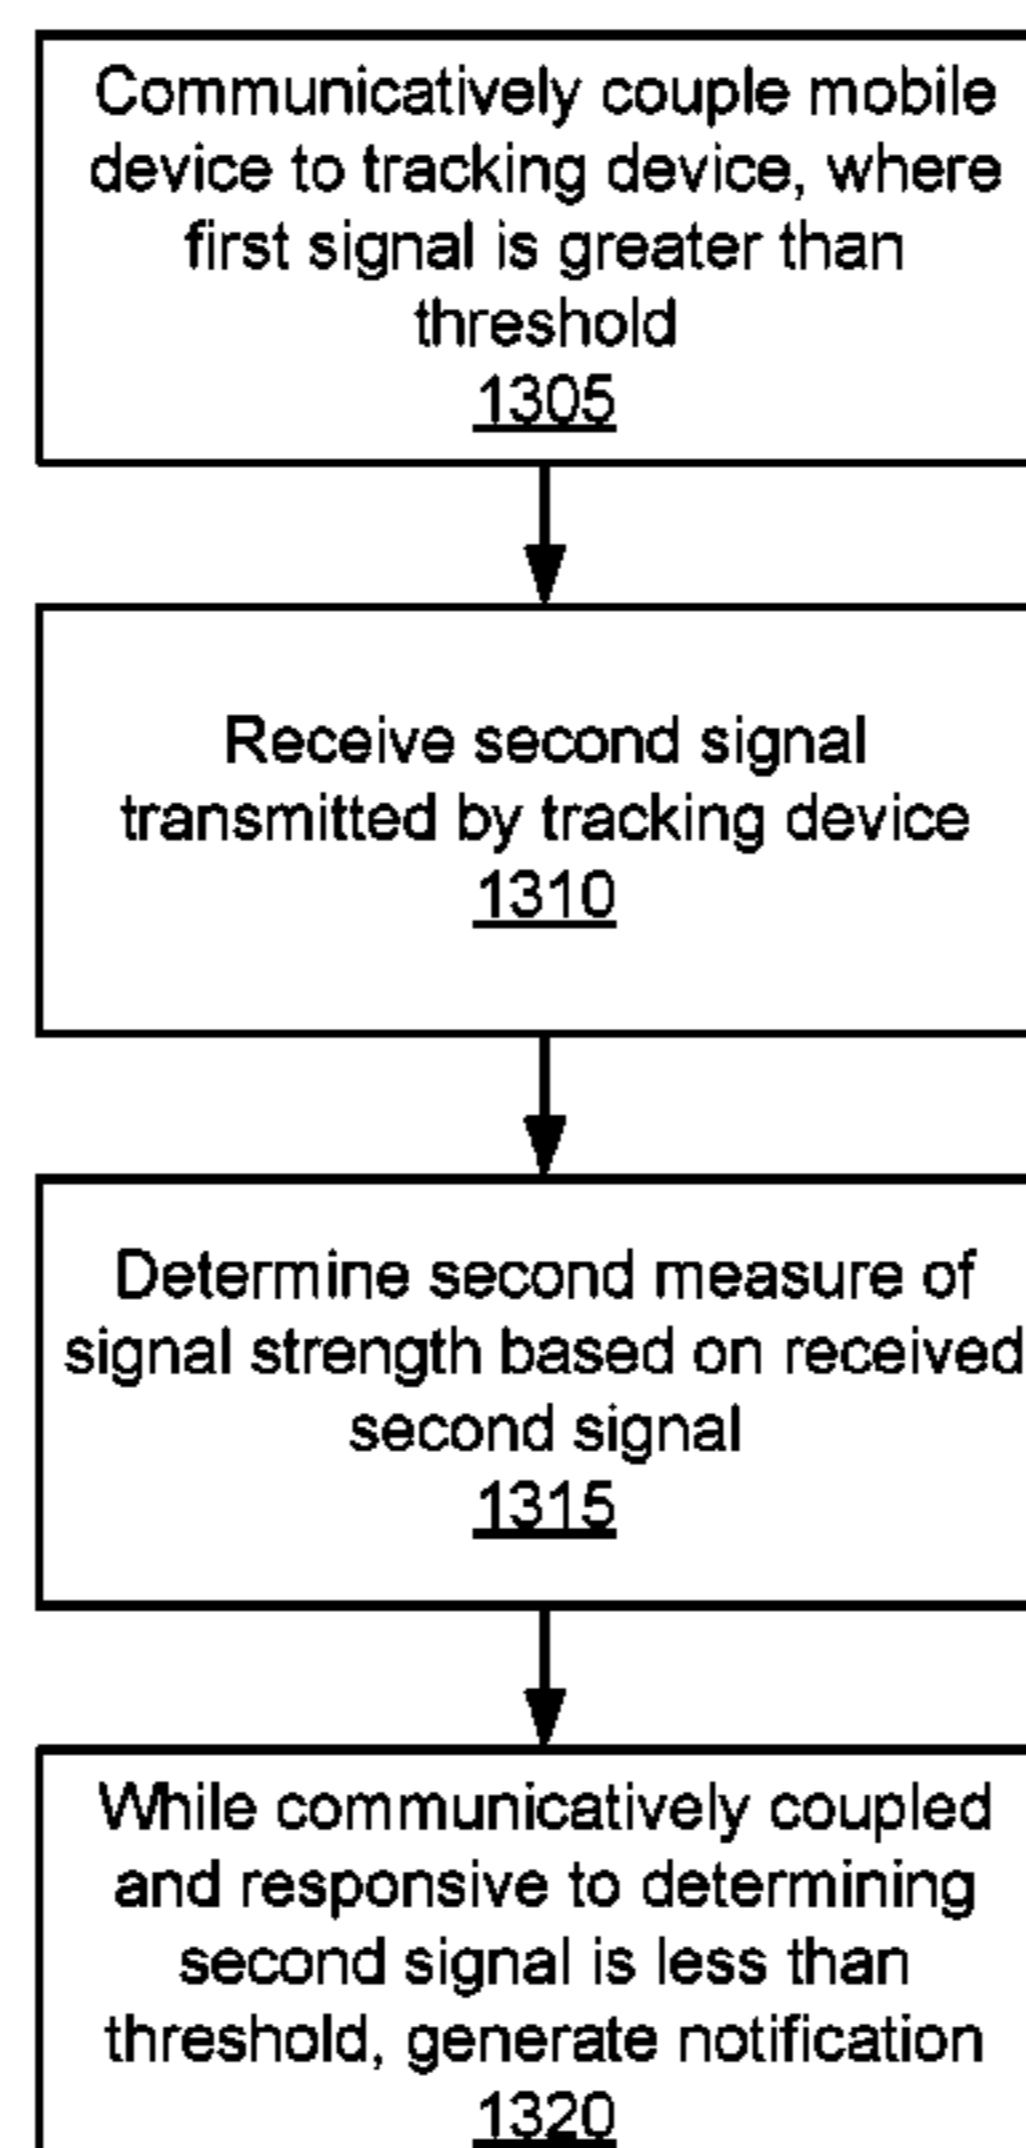 Communicatively couple mobile
device to tracking device, where
first signal is greater than
threshold
1305
Receive second signal
transmitted by tracking device
1310
Determine second measure of
signal strength based on received
second signal
1315
While communicatively coupled
and responsive to determining
second signal is less than
threshold, generate notification
1320